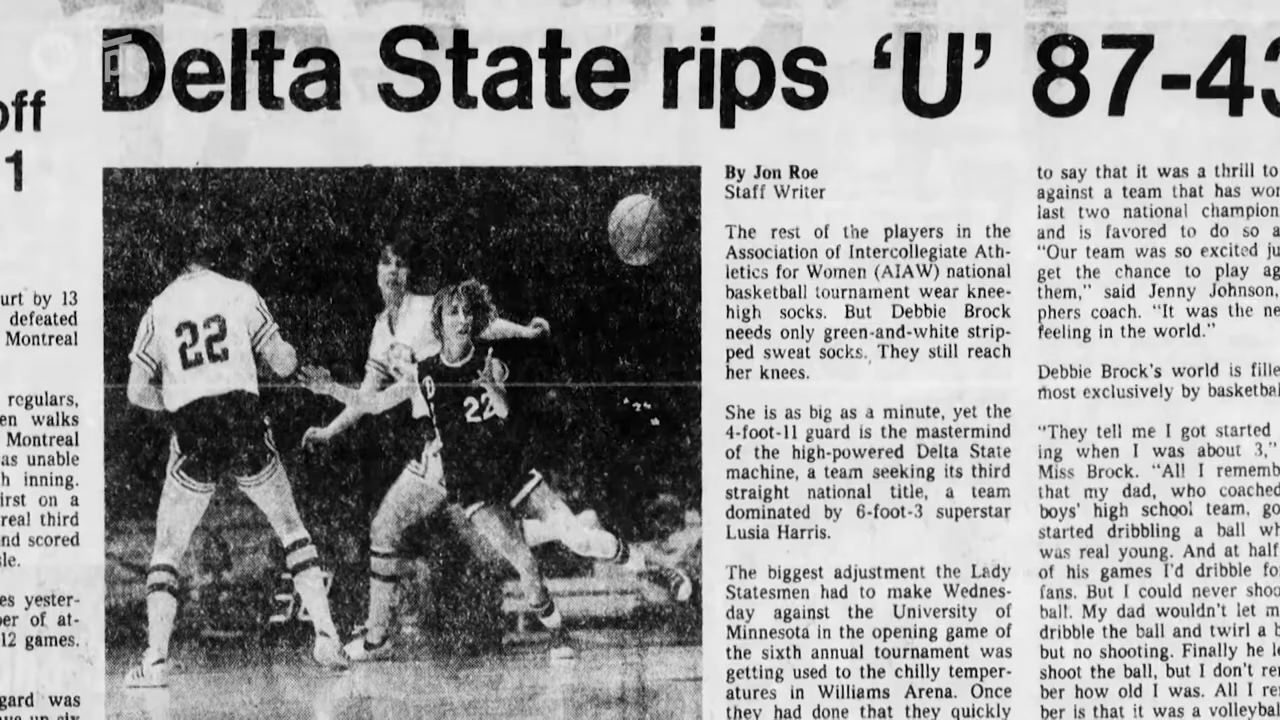 Delta State rips ‘U’ 87-43
off
1
urt by 13
defeated
Montreal
regulars,
en walks
Montreal
as unable
h inning.
irst on a
real third
nd scored
sle.
es yester-
er of at-
12 games.
gard was
22
22
By Jon Roe
Staff Writer
The rest of the players in the
Association of Intercollegiate Ath-
letics for Women (AIAW) national
basketball tournament wear knee-
high socks. But Debbie Brock
needs only green-and-white strip-
ped sweat socks. They still reach
her knees.
She is as big as a minute, yet the
4-foot-11 guard is the mastermind
of the high-powered Delta State
machine, a team seeking its third
straight national title, a team
dominated by 6-foot-3 superstar
Lusia Harris.
The biggest adjustment the Lady
Statesmen had to make Wednes-
day against the University of
Minnesota in the opening game of
the sixth annual tournament was
getting used to the chilly temper-
atures in Williams Arena. Once
they had done that they quickly
to say that it was a thrill to
against a team that has wo
last two national champion
and is favored to do so a
“Our team was so excited ju
get the chance to play ag
them,” said Jenny Johnson,
phers coach. “It was the ne
feeling in the world.”
Debbie Brock’s world is fille
most exclusively by basketba
“They tell me I got started
ing when I was about 3,”
Miss Brock. “All I rememb
that my dad, who coached
boys’ high school team, go
started dribbling a ball wh
was real young. And at half
of his games I’d dribble fo
fans. But I could never shoo
ball. My dad wouldn’t let m
dribble the ball and twirl a b
but no shooting. Finally he le
shoot the ball, but I don’t re
ber how old I was. All I re
ber is that it was a volleybal